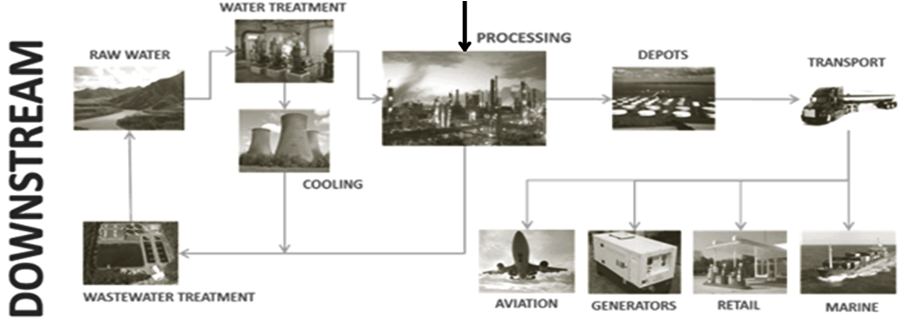 DOWNSTREAM
WATER TREATMENT
RAW WATER
PROCESSING
DEPOTS
TRANSPORT
COOLING
WASTEWATER TREATMENT
AVIATION
GENERATORS
RETAIL
MARINE